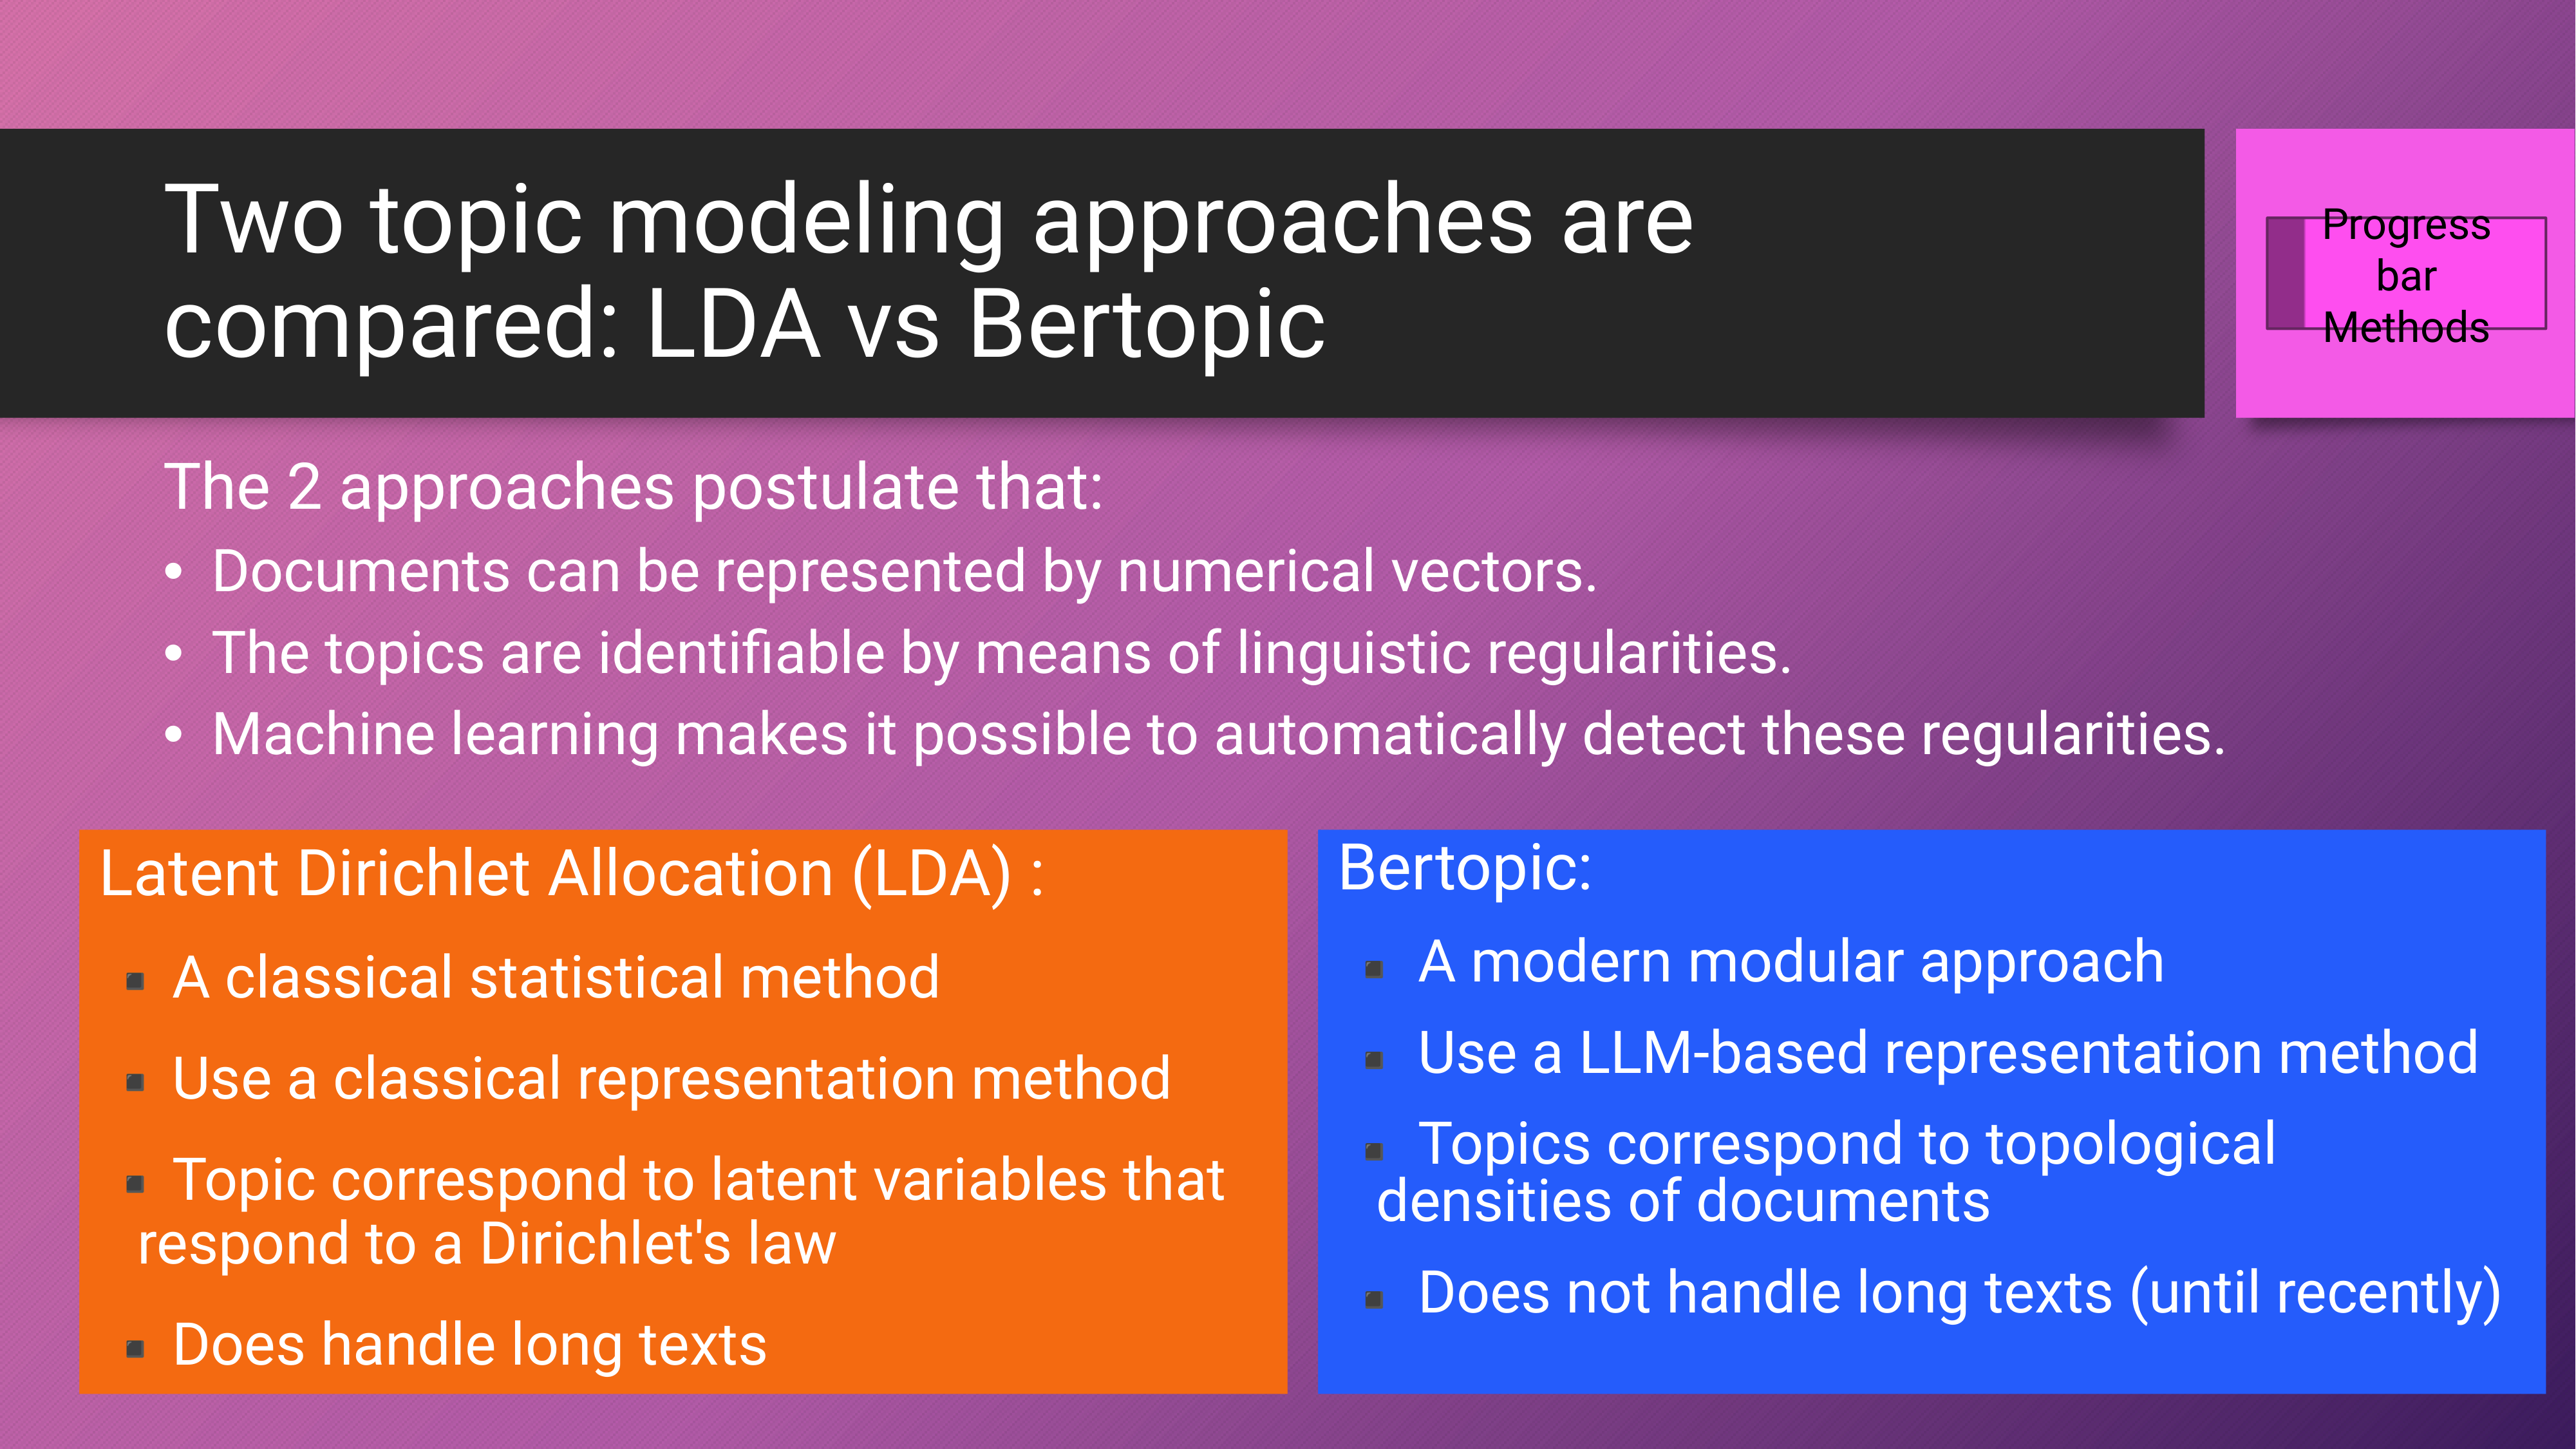 Two topic modeling approaches are
compared: LDA vs Bertopic
Progress
bar
Methods
The 2 approaches postulate that:
• Documents can be represented by numerical vectors.
• The topics are identifiable by means of linguistic regularities.
• Machine learning makes it possible to automatically detect these regularities.
Latent Dirichlet Allocation (LDA) :
▪ A classical statistical method
▪ Use a classical representation method
▪ Topic correspond to latent variables that
respond to a Dirichlet's law
▪ Does handle long texts
Bertopic:
▪ A modern modular approach
▪ Use a LLM-based representation method
▪ Topics correspond to topological
densities of documents
▪ Does not handle long texts (until recently)